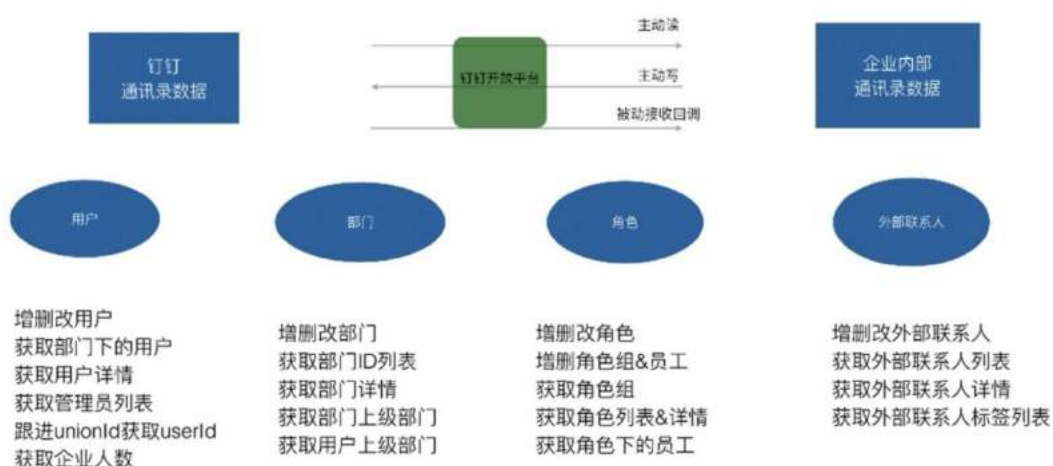 钉钉
通讯录数据
钉钉开放平台
主动读
主动写
被动接收回调
企业内部
通讯录数据
用户
部门
角色
外部联系人
增删改用户
获取部门下的用户
获取用户详情
获取管理员列表
跟进unionId获取userId
获取企业人数
增删改部门
获取部门ID列表
获取部门详情
获取部门上级部门
获取用户上级部门
增删改角色
增删角色组&员工
获取角色组
获取角色列表&详情
获取角色下的员工
增删改外部联系人
获取外部联系人列表
获取外部联系人详情
获取外部联系人标签列表